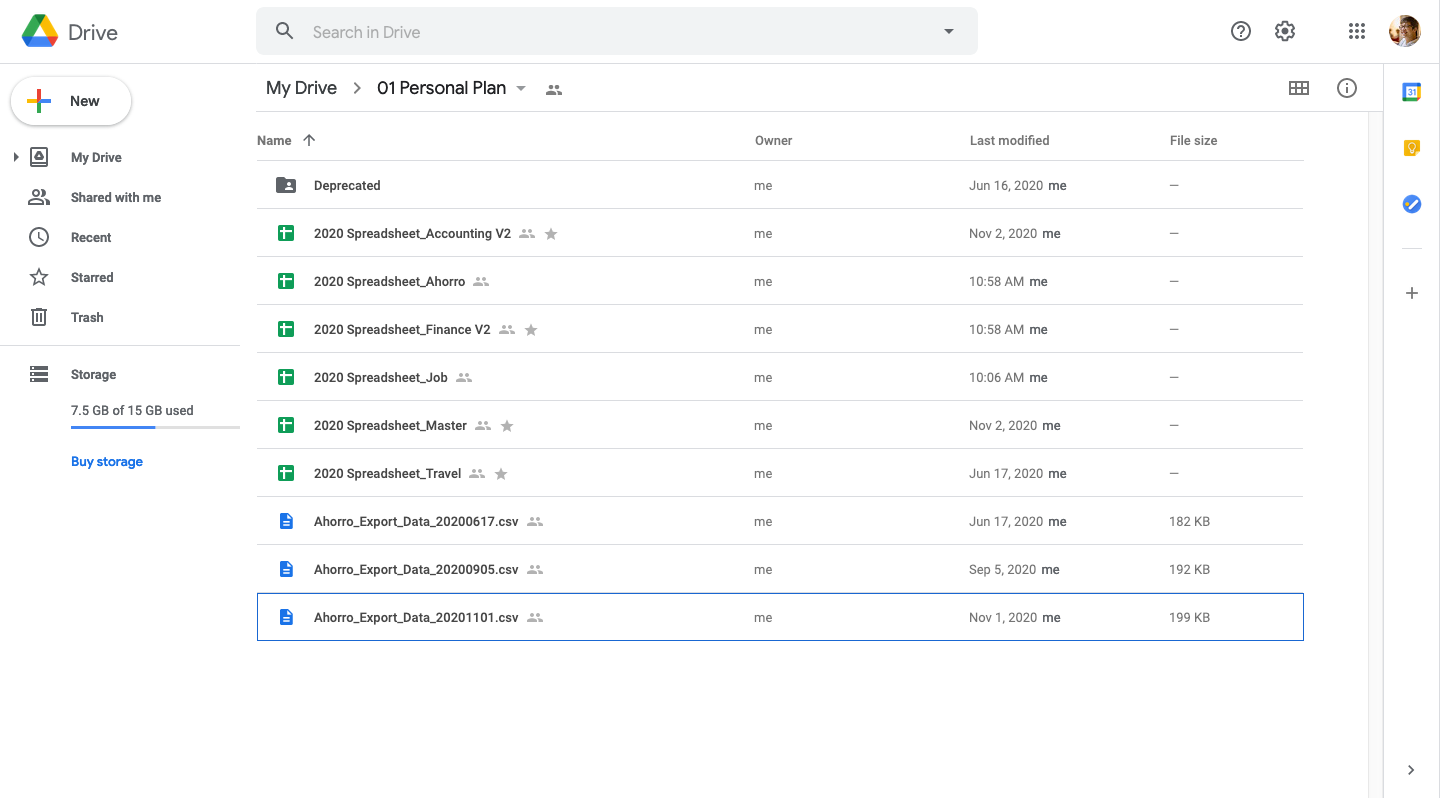 Drive
Search in Drive
New
My Drive
Shared with me
Recent
Starred
Trash
Storage
7.5 GB of 15 GB used
Buy storage
My Drive 01 Personal Plan
Name Owner Last modified File size
Deprecated me Jun 16, 2020 me —
2020 Spreadsheet_Accounting V2 me Nov 2, 2020 me —
2020 Spreadsheet_Ahorro me 10:58 AM me —
2020 Spreadsheet_Finance V2 me 10:58 AM me —
2020 Spreadsheet_Job me 10:06 AM me —
2020 Spreadsheet_Master me Nov 2, 2020 me —
2020 Spreadsheet_Travel me Jun 17, 2020 me —
Ahorro_Export_Data_20200617.csv me Jun 17, 2020 me 182 KB
Ahorro_Export_Data_20200905.csv me Sep 5, 2020 me 192 KB
Ahorro_Export_Data_20201101.csv me Nov 1, 2020 me 199 KB
31